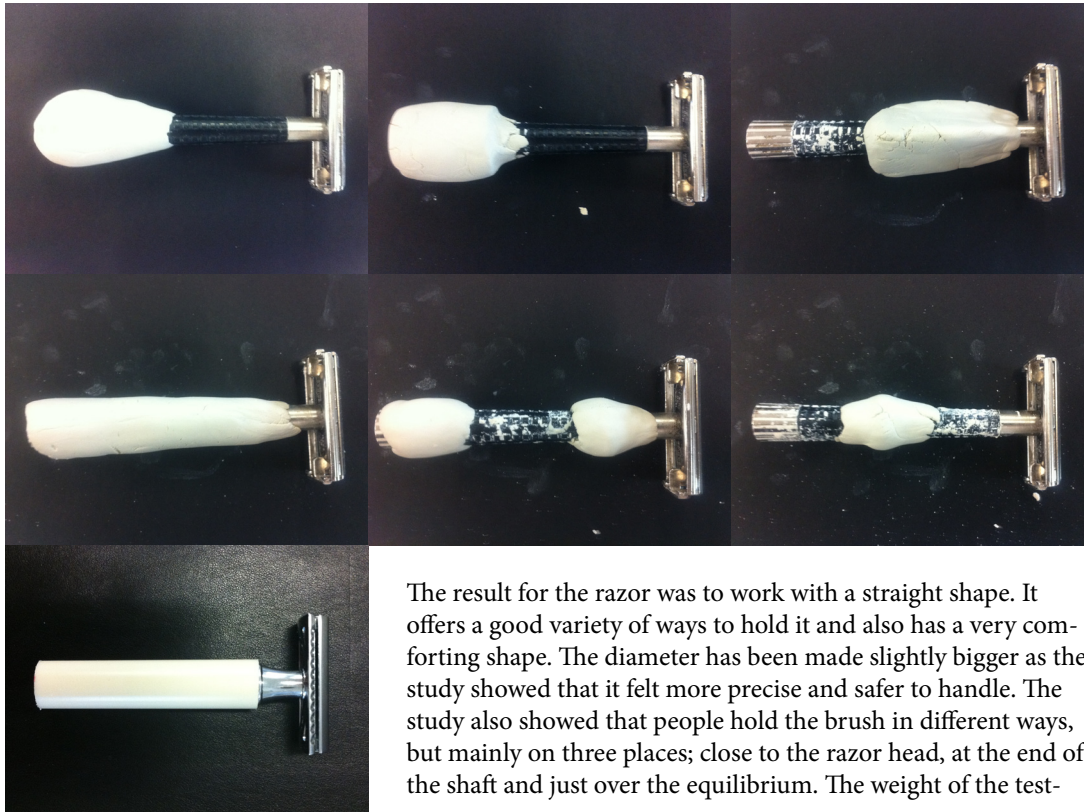 The result for the razor was to work with a straight shape. It
offers a good variety of ways to hold it and also has a very com-
forting shape. The diameter has been made slightly bigger as the
study showed that it felt more precise and safer to handle. The
study also showed that people hold the brush in different ways,
but mainly on three places; close to the razor head, at the end of
the shaft and just over the equilibrium. The weight of the test-